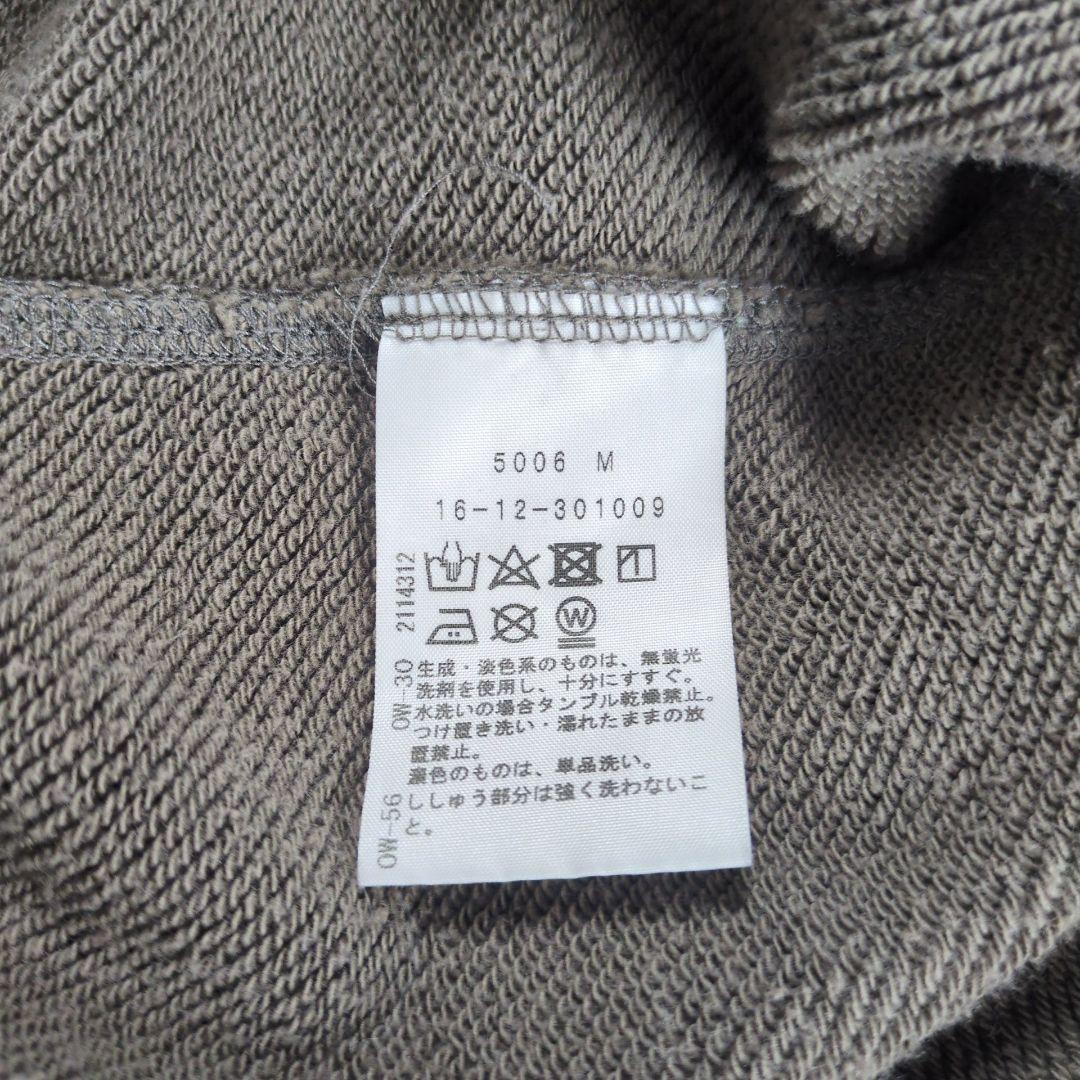 5006 M
16-12-301009
W
生成・淡色系のものは、無蛍光
洗剤を使用し、十分にすすぐ。
水洗いの場合タンブル乾燥禁止。
つけ置き洗い・濡れたままの放
置禁止。
濃色のものは、単品洗い。
ししゅう部分は強く洗わないこ
と。
OW-56 OW-30 2114312